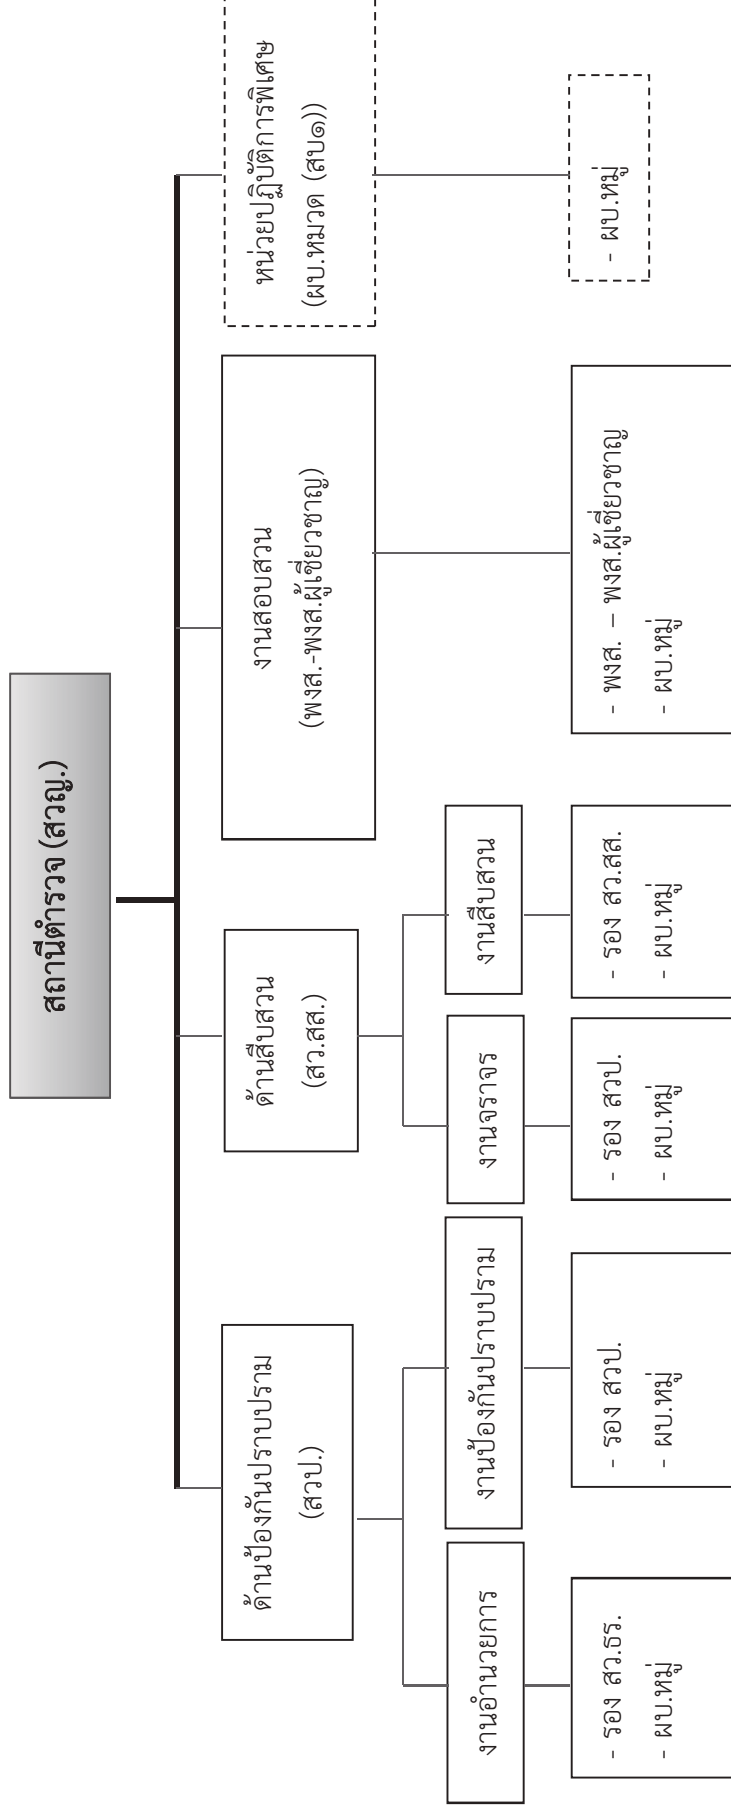 สถานีตำรวจ (สวญ.)
ด้านป้องกันปราบปราม
(สวป.)
ด้านสืบสวน
(สว.สส.)
งานสอบสวน
(พงส.-พงส.ผู้เชี่ยวชาญ)
หน่วยปฏิบัติการพิเศษ
(ผบ.หมวด (สบ๑))
งานอำนวยการ
งานป้องกันปราบปราม
งานจราจร
งานสืบสวน
- รอง สว.ธร.
- ผบ.หมู่
- รอง สวป.
- ผบ.หมู่
- รอง สวป.
- ผบ.หมู่
- รอง สว.สส.
- ผบ.หมู่
- พงส. – พงส.ผู้เชี่ยวชาญ
- ผบ.หมู่
- ผบ.หมู่